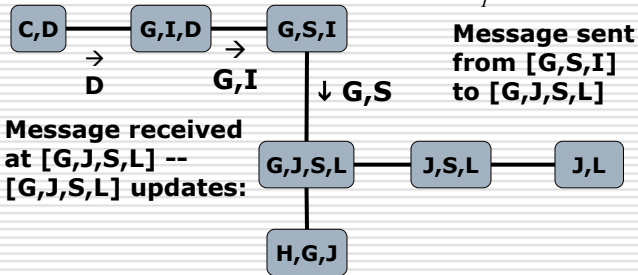 C,D
G,I,D
G,S,I
→
D
→
G,I
↓ G,S
Message sent
from [G,S,I]
to [G,J,S,L]
Message received
at [G,J,S,L] --
[G,J,S,L] updates:
G,J,S,L
J,S,L
J,L
H,G,J